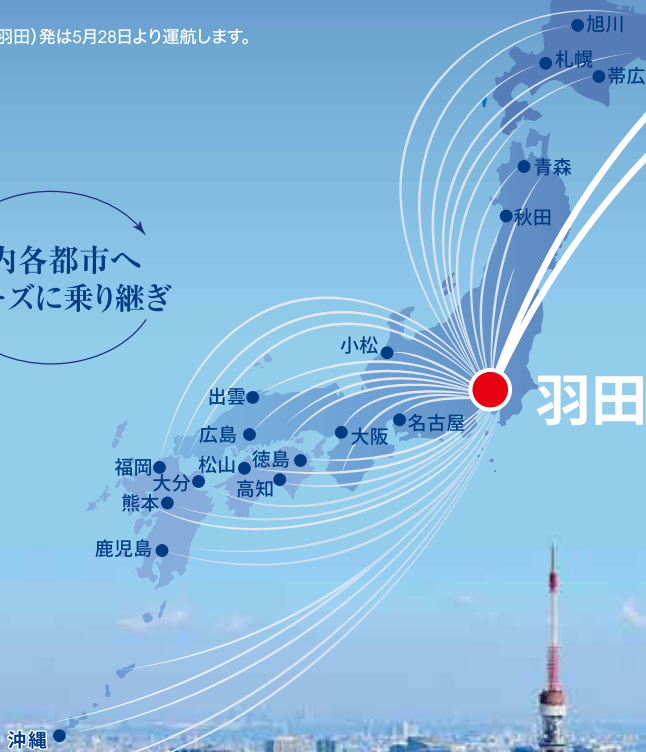 羽田)発は5月28日より運航します。
旭川
札幌
帯広
青森
秋田
内各都市へ
ーズに乗り継ぎ
小松
出雲
羽田
名古屋
広島
大阪
福岡
松山
徳島
大分
高知
熊本
鹿児島
沖縄